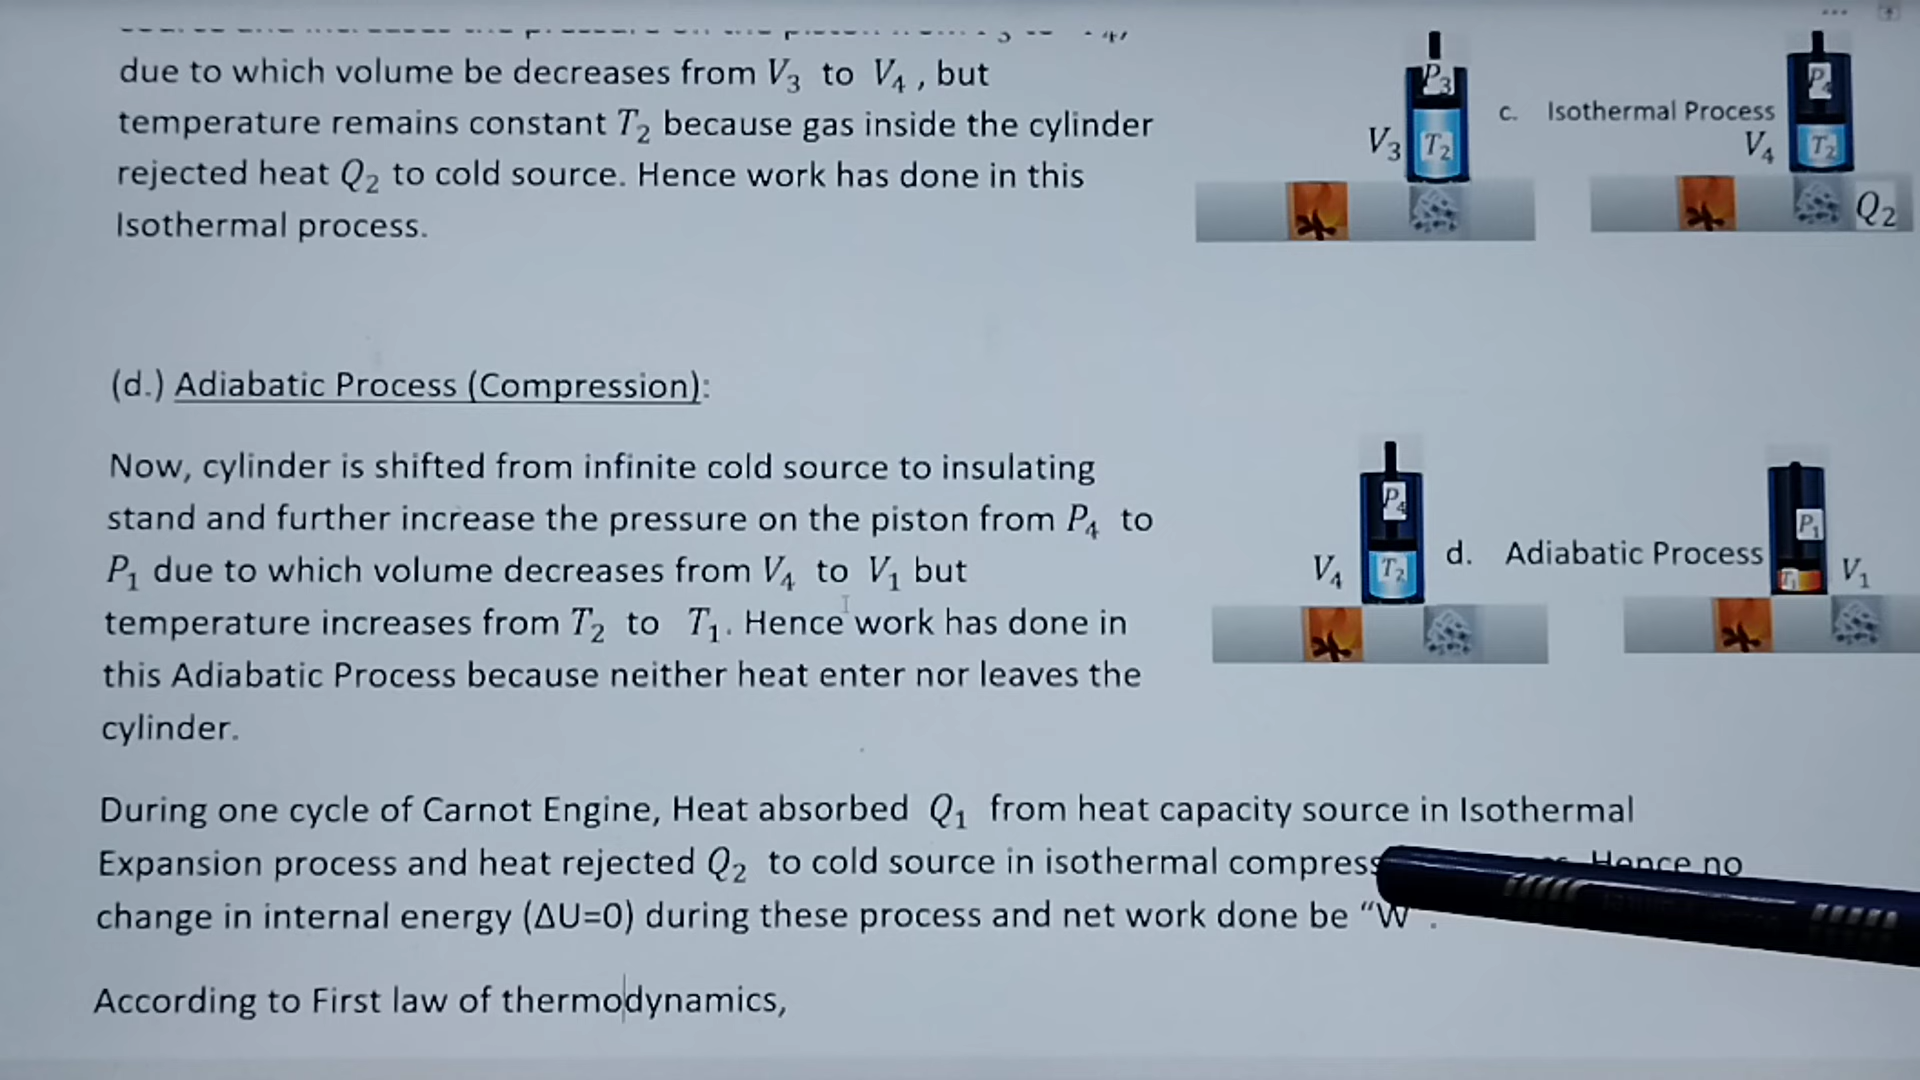 due to which volume be decreases from V₃ to V₄ , but
temperature remains constant T₂ because gas inside the cylinder
rejected heat Q₂ to cold source. Hence work has done in this
Isothermal process.
P₃
V₃
T₂
c. Isothermal Process
P₄
V₄
T₂
Q₂
(d.) Adiabatic Process (Compression):
Now, cylinder is shifted from infinite cold source to insulating
stand and further increase the pressure on the piston from P₄ to
P₁ due to which volume decreases from V₄ to V₁ but
temperature increases from T₂ to T₁. Hence work has done in
this Adiabatic Process because neither heat enter nor leaves the
cylinder.
P₄
V₄
T₂
d. Adiabatic Process
P₁
T₁
V₁
During one cycle of Carnot Engine, Heat absorbed Q₁ from heat capacity source in Isothermal
Expansion process and heat rejected Q₂ to cold source in isothermal Hence no
change in internal energy (ΔU=0) during these process and net work done be “W .
According to First law of thermodynamics,